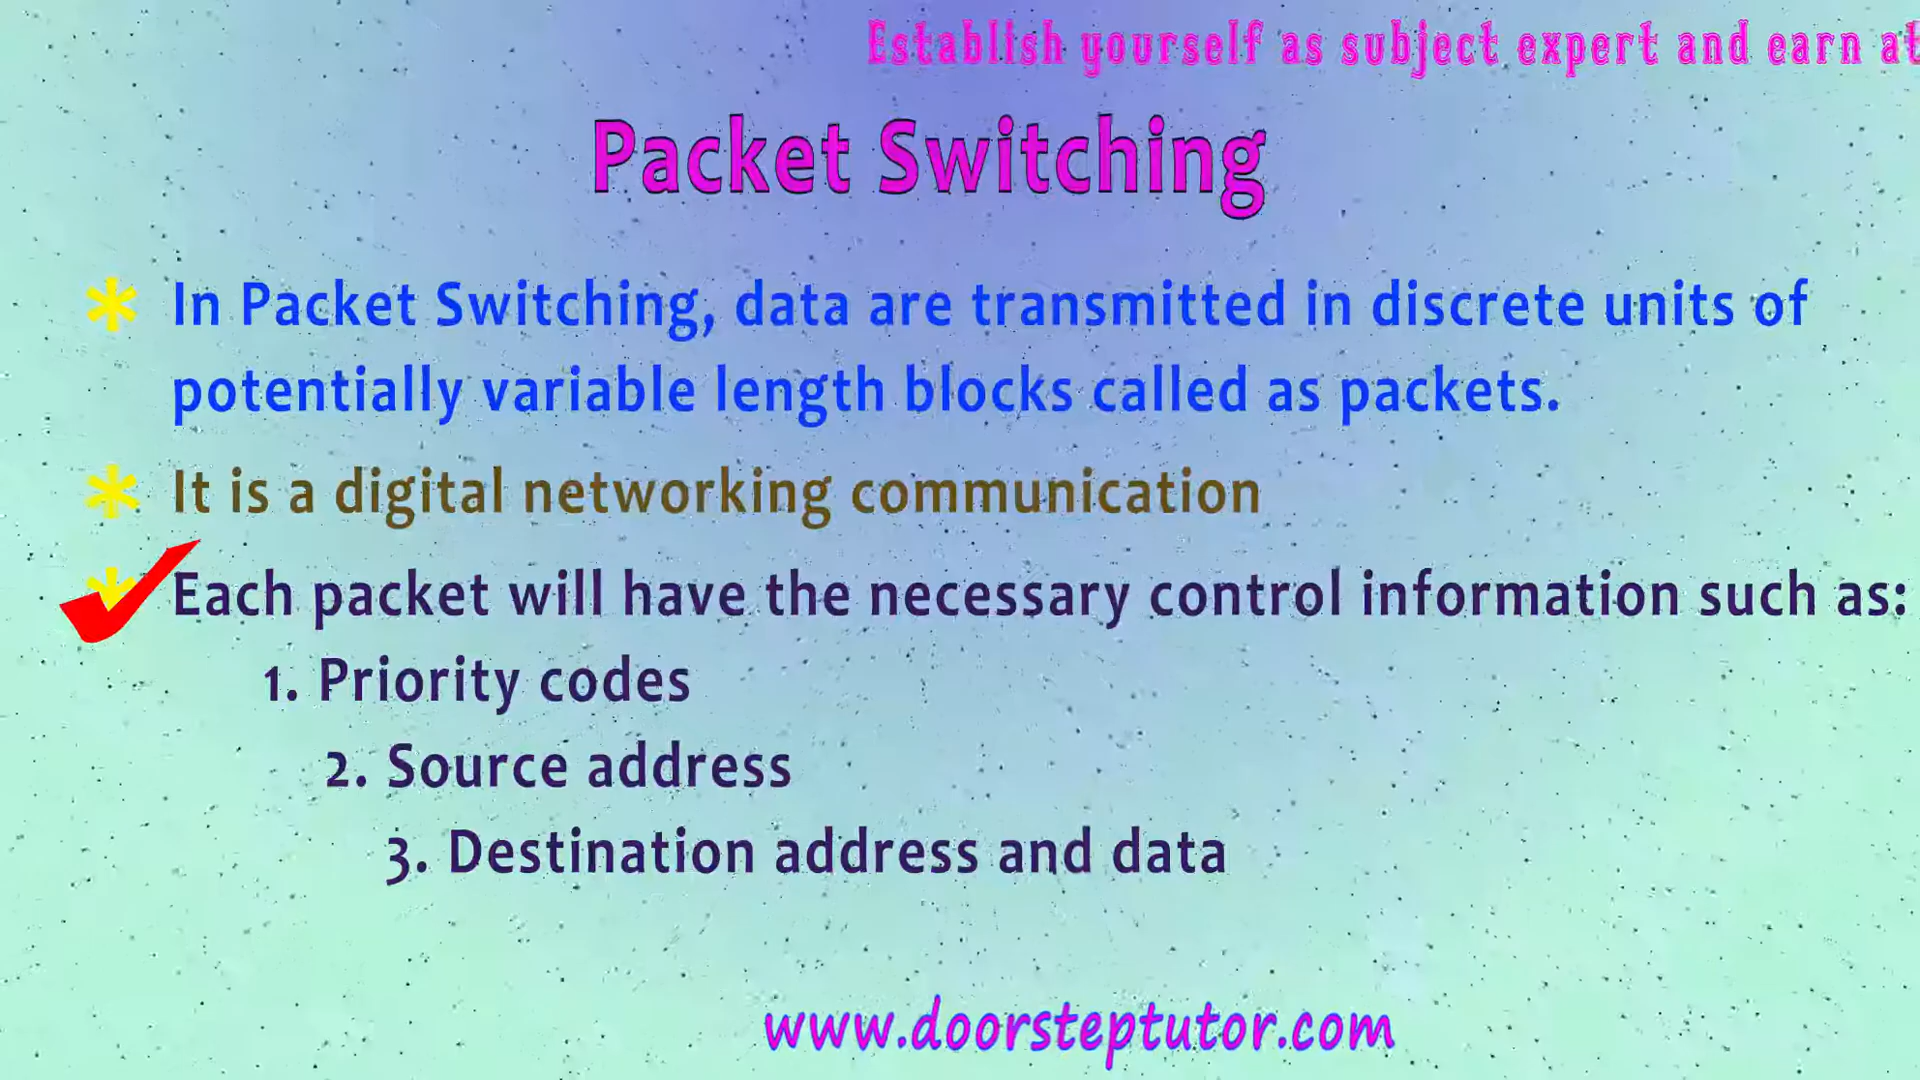 Establish yourself as subject expert and earn at
Packet Switching
In Packet Switching, data are transmitted in discrete units of
potentially variable length blocks called as packets.
It is a digital networking communication
Each packet will have the necessary control information such as:
1. Priority codes
2. Source address
3. Destination address and data
www.doorsteptutor.com